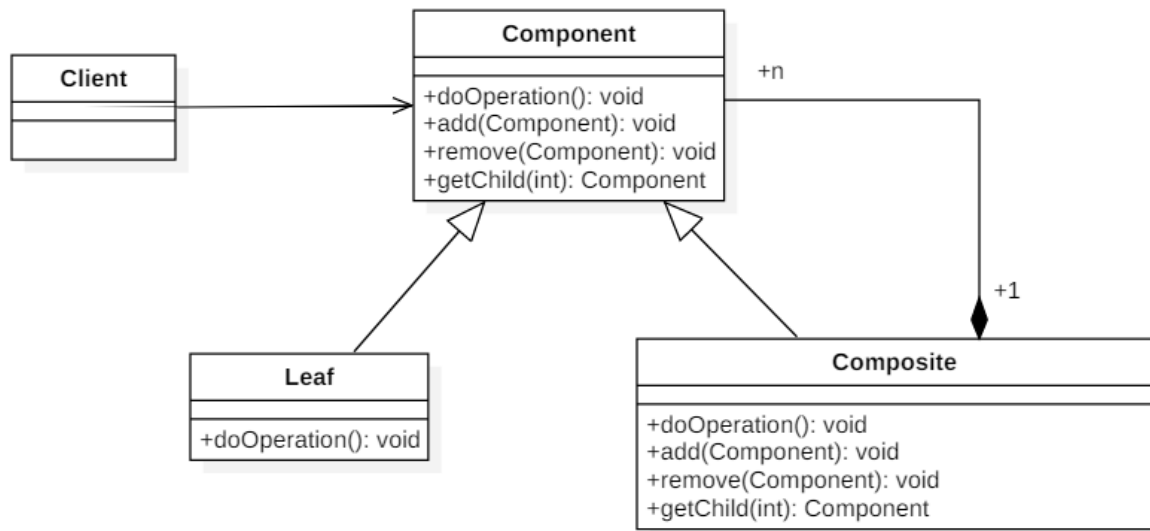 Client
Component
+doOperation(): void
+add(Component): void
+remove(Component): void
+getChild(int): Component
+n
+1
Leaf
+doOperation(): void
Composite
+doOperation(): void
+add(Component): void
+remove(Component): void
+getChild(int): Component